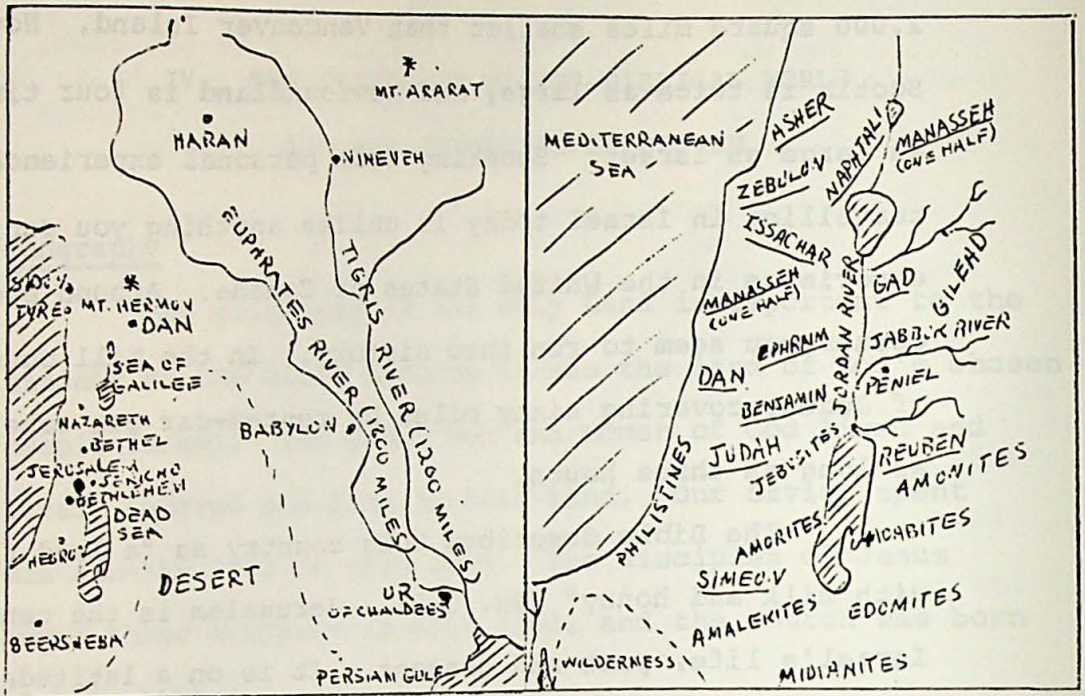 MT. ARARAT
HARAN
NINEVEH
EUPHRATES RIVER (1800 MILES)
TIGRIS RIVER (1200 MILES)
TYRE
MT. HERMON
DAN
SEA OF
GALILEE
NAZARETH
BETHEL
JERUSALEM
JERICHO
BETHLEHEM
DEAD
SEA
HEBRON
BEERSHEBA
DESERT
BABYLON
UR
OF CHALDEES
PERSIAN GULF
MEDITERRANEAN
SEA
ASHER
NAPHTALI
MANASSEH
(ONE HALF)
ZEBULON
ISSACHAR
MANASSEH
(ONE HALF)
GAD
GILEHD
JORDAN RIVER
EPHRAIM
JABBOK RIVER
PENIEL
DAN
BENJAMIN
JUDAH
JEBUSITES
REUBEN
AMONITES
PHILISTINES
AMORITES
MOABITES
SIMEON
AMALEKITES
EDOMITES
WILDERNESS
MIDIANITES